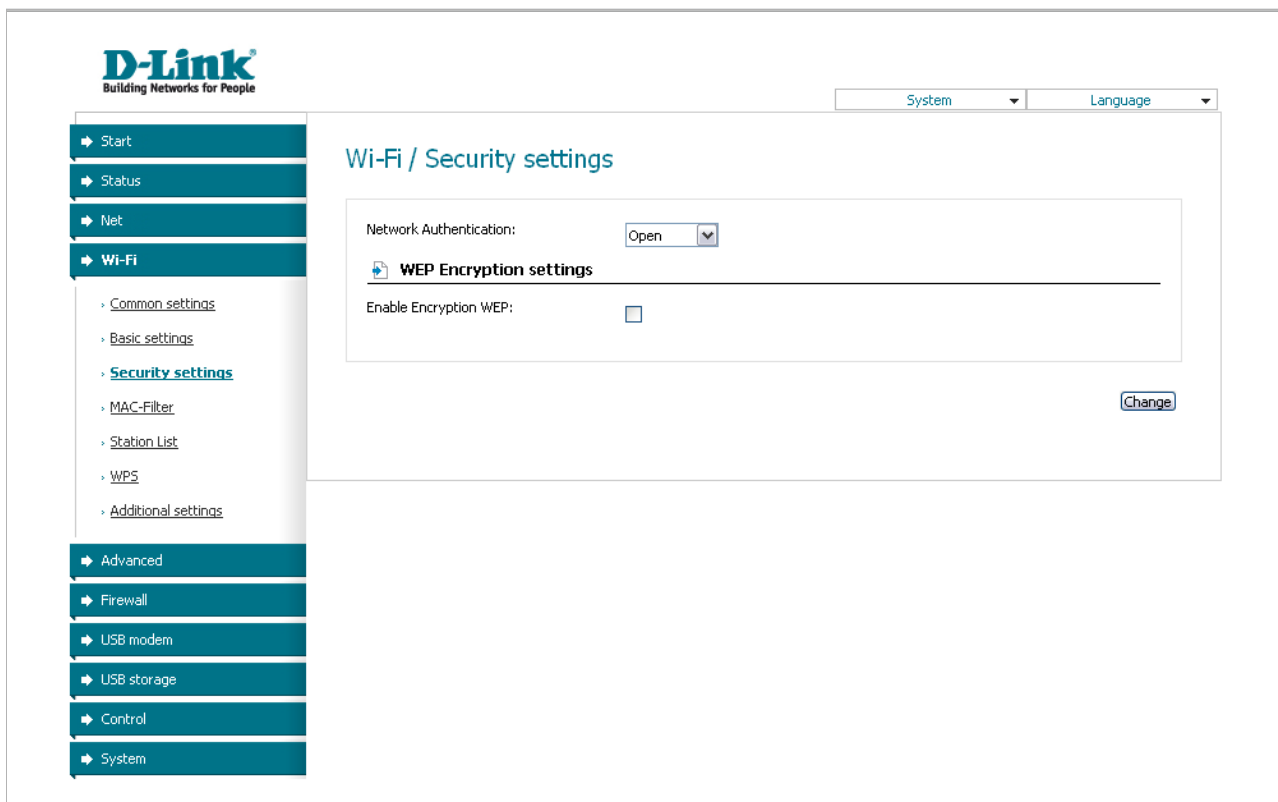 D-Link
Building Networks for People
System
Language
Start
Status
Net
Wi-Fi
Common settings
Basic settings
Security settings
MAC-Filter
Station List
WPS
Additional settings
Advanced
Firewall
USB modem
USB storage
Control
System
Wi-Fi / Security settings
Network Authentication: Open
WEP Encryption settings
Enable Encryption WEP:
Change